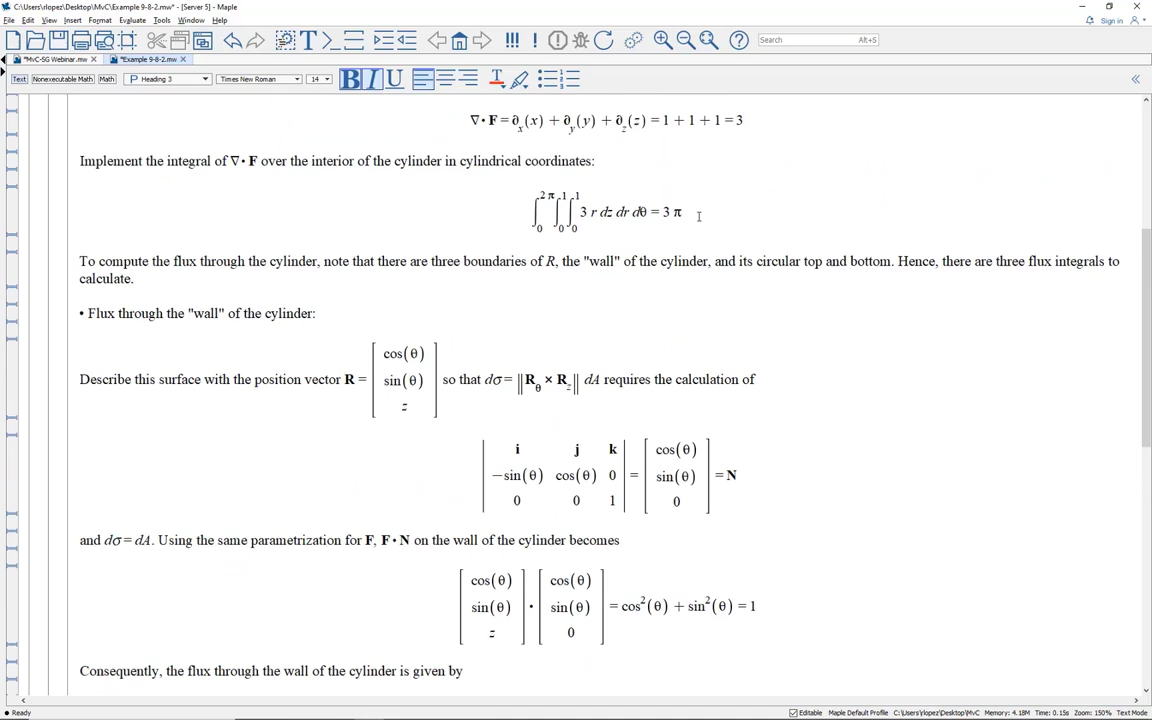 C:\Users\rlopez\Desktop\MvC\Example 9-8-2.mw* - [Server 5] - Maple
File Edit View Insert Format Evaluate Tools Window Help
Sign in
Search Alt+S
*MvC-SG Webinar.mw *Example 9-8-2.mw
Text Nonexecutable Math Math P Heading 3 Times New Roman 14 B I U T
∇ • F = ∂x(x) + ∂y(y) + ∂z(z) = 1 + 1 + 1 = 3
Implement the integral of ∇ • F over the interior of the cylinder in cylindrical coordinates:
∫₀^2π ∫₀^1 ∫₀^1 3 r dz dr dθ = 3 π
To compute the flux through the cylinder, note that there are three boundaries of R, the "wall" of the cylinder, and its circular top and bottom. Hence, there are three flux integrals to
calculate.
• Flux through the "wall" of the cylinder:
Describe this surface with the position vector R = [cos(θ) sin(θ) z] so that dσ = ‖Rθ × Rz‖ dA requires the calculation of
i j k
−sin(θ) cos(θ) 0
0 0 1
=
cos(θ)
sin(θ)
0
= N
and dσ = dA. Using the same parametrization for F, F • N on the wall of the cylinder becomes
cos(θ)
sin(θ)
z
•
cos(θ)
sin(θ)
0
= cos²(θ) + sin²(θ) = 1
Consequently, the flux through the wall of the cylinder is given by
Ready Editable Maple Default Profile C:\Users\rlopez\Desktop\MvC Memory: 4.18M Time: 0.15s Zoom: 150% Text Mode